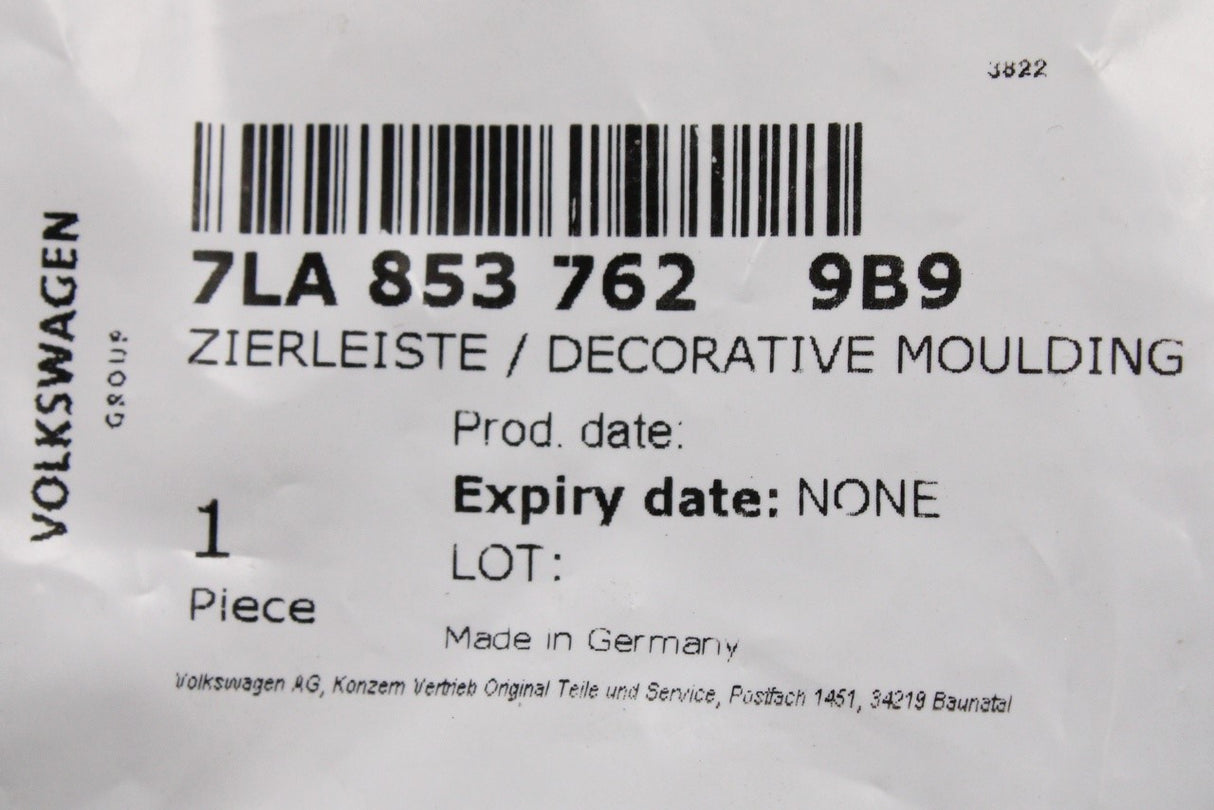 3822
VOLKSWAGEN
GROUP
7LA 853 762 9B9
ZIERLEISTE / DECORATIVE MOULDING
Prod. date:
Expiry date: NONE
LOT:
1
Piece
Made in Germany
Volkswagen AG, Konzern Vertrieb Original Teile und Service, Postfach 1451, 34219 Baunatal